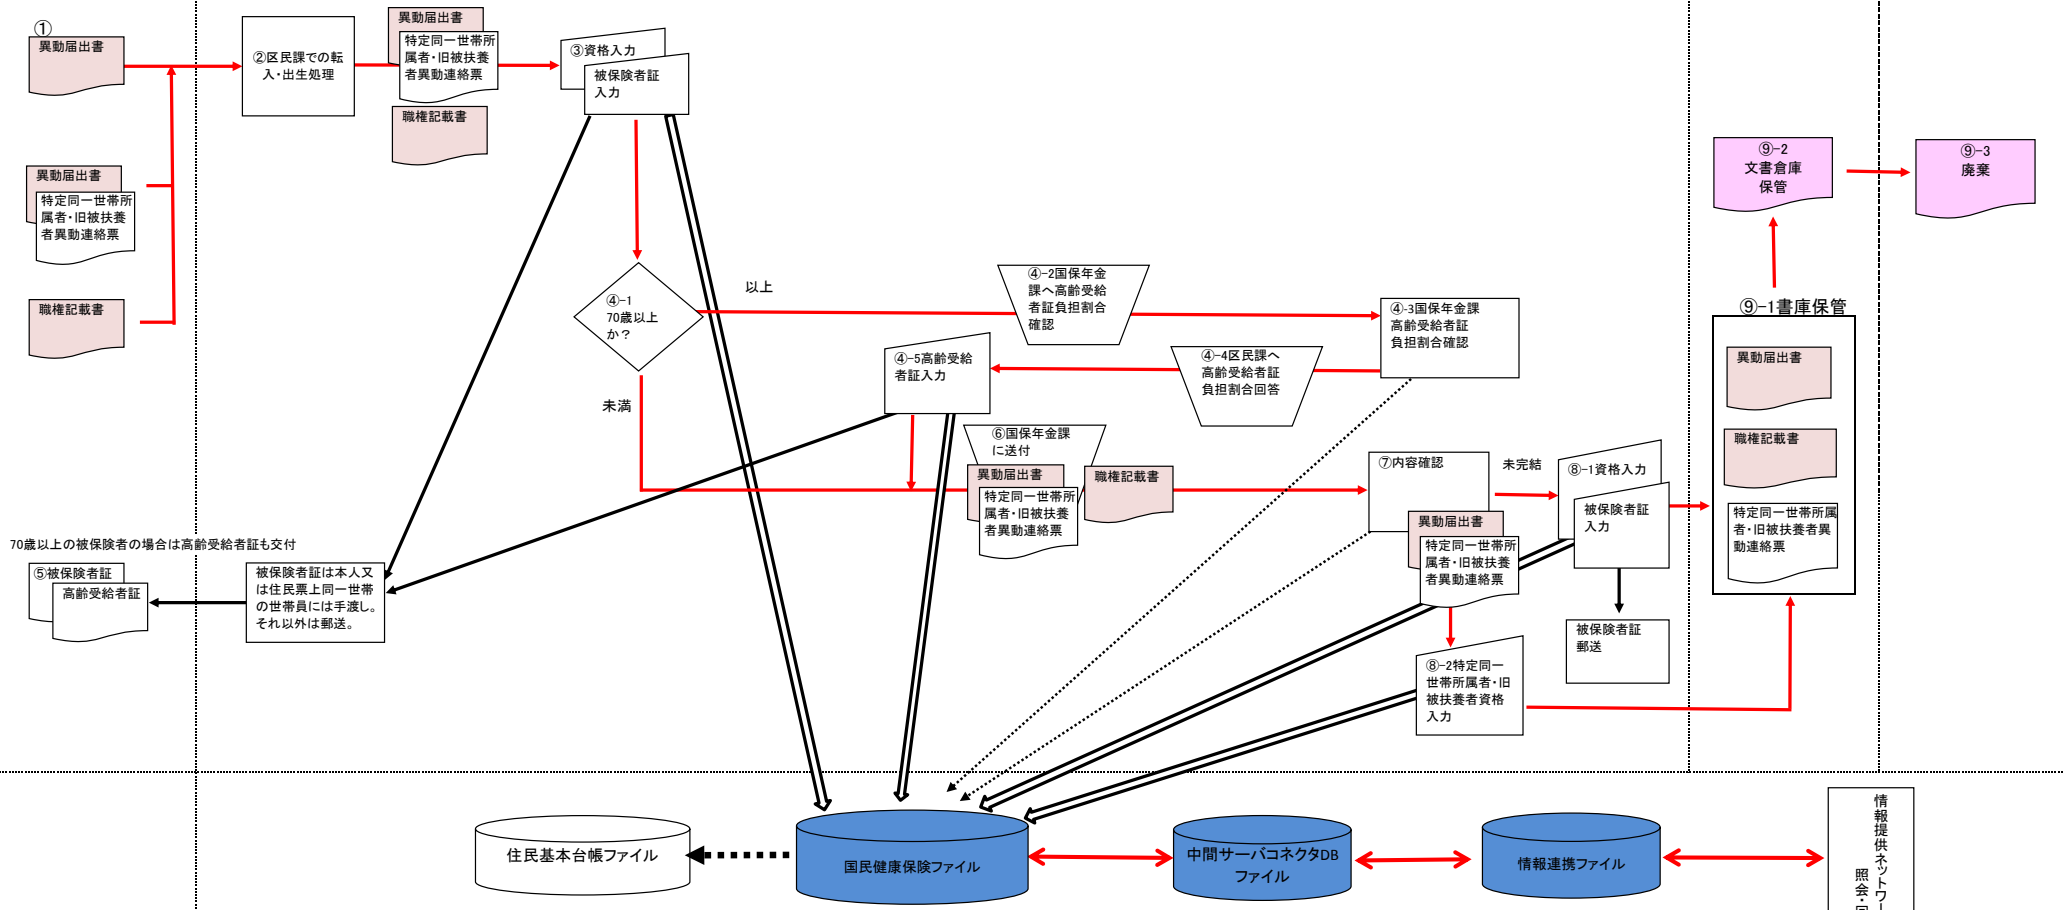 ①
異動届出書
異動届出書
特定同一世帯所
属者・旧被扶養
者異動連絡票
職権記載書
②区民課での転
入・出生処理
異動届出書
特定同一世帯所
属者・旧被扶養
者異動連絡票
職権記載書
③資格入力
被保険者証
入力
④-1
70歳以上
か？
以上
未満
④-2国保年金
課へ高齢受給
者証負担割合
確認
④-3国保年金課
高齢受給者証
負担割合確認
④-4区民課へ
高齢受給者証
負担割合回答
④-5高齢受給
者証入力
70歳以上の被保険者の場合は高齢受給者証も交付
⑤被保険者証
高齢受給者証
被保険者証は本人又
は住民票上同一世帯
の世帯員には手渡し。
それ以外は郵送。
⑥国保年金課
に送付
異動届出書
特定同一世帯所
属者・旧被扶養
者異動連絡票
職権記載書
⑦内容確認
異動届出書
特定同一世帯所
属者・旧被扶養
者異動連絡票
未完結
⑧-1資格入力
被保険者証
入力
被保険者証
郵送
⑧-2特定同一
世帯所属者・旧
被扶養者資格
入力
⑨-1書庫保管
異動届出書
職権記載書
特定同一世帯所属
者・旧被扶養者異
動連絡票
⑨-2
文書倉庫
保管
⑨-3
廃棄
住民基本台帳ファイル
国民健康保険ファイル
中間サーバコネクタDB
ファイル
情報連携ファイル
情報提供ネットワー
照会・